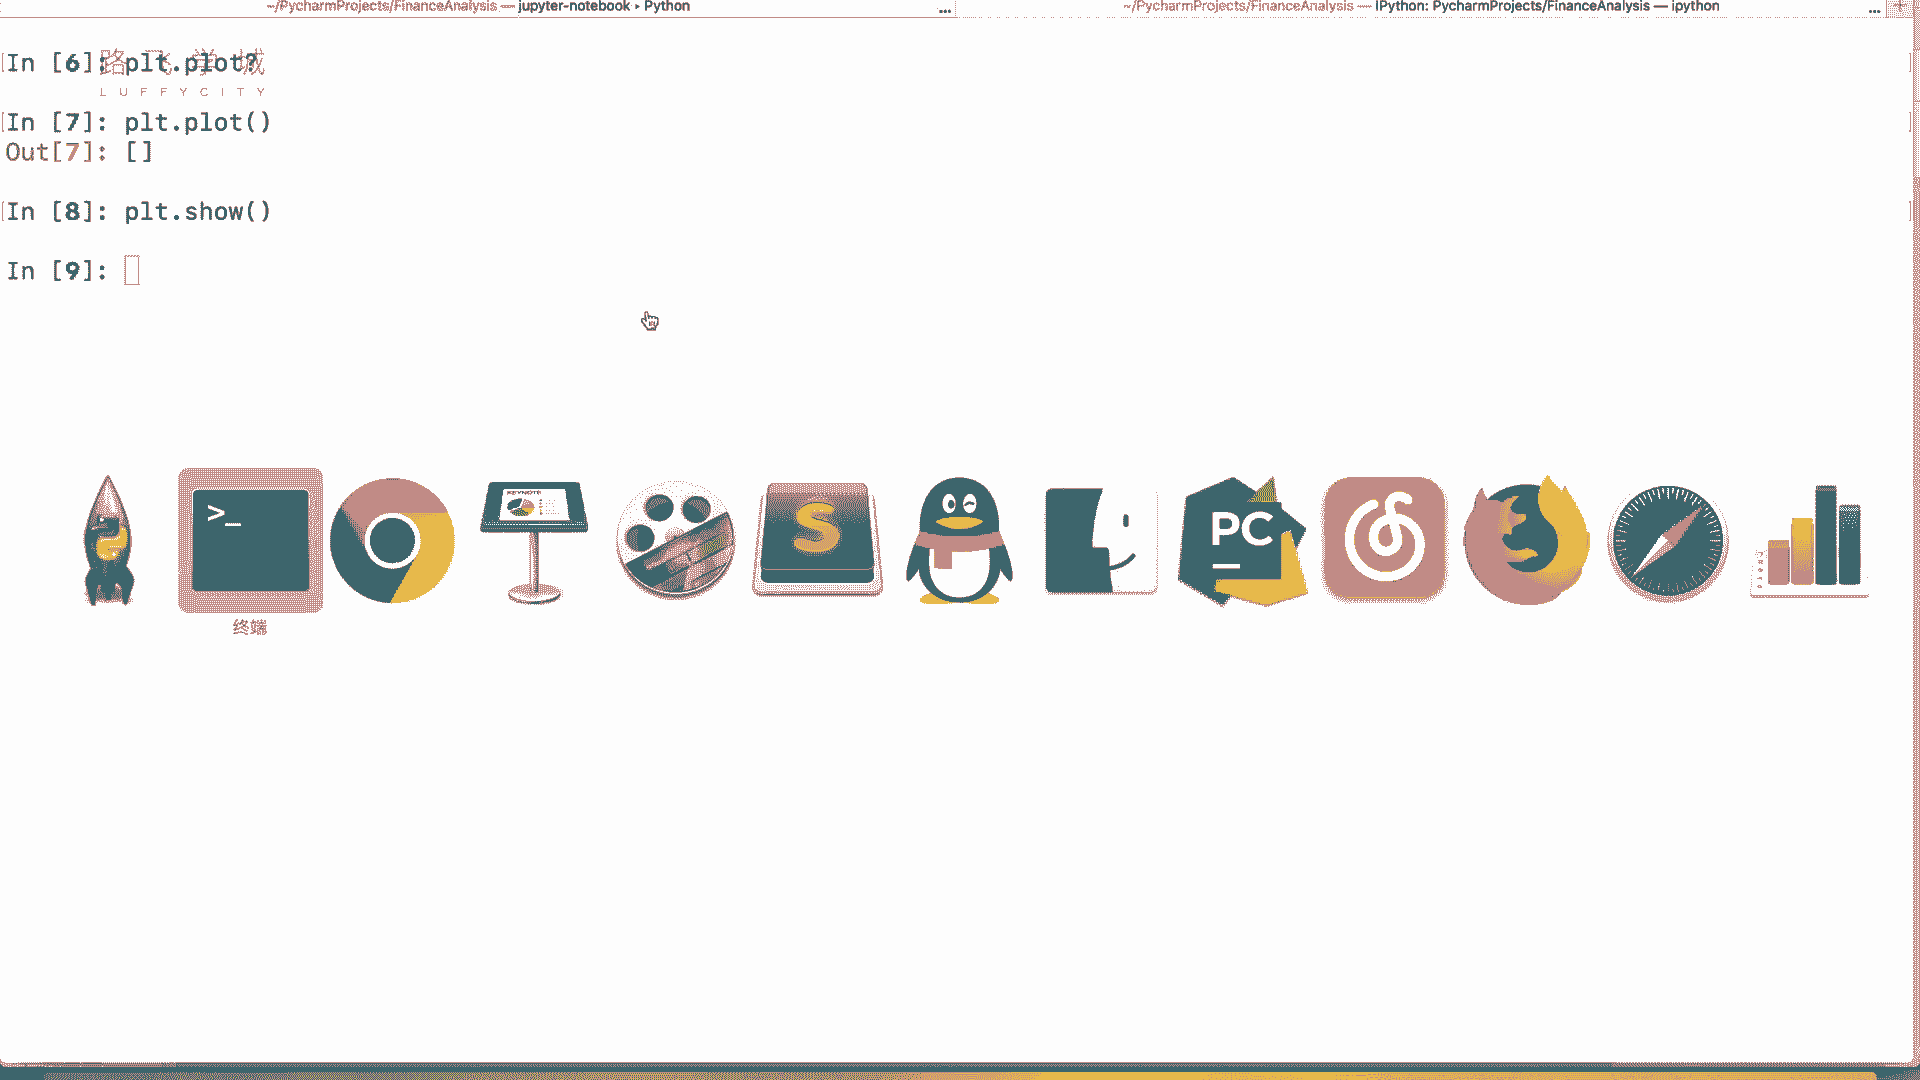 ~/PycharmProjects/FinanceAnalysis — jupyter-notebook ▸ Python
...
~/PycharmProjects/FinanceAnalysis — IPython: PycharmProjects/FinanceAnalysis — ipython
...
In [6]: plt.plot?
路飞学城
LUFFYCITY
In [7]: plt.plot()
Out[7]: []
In [8]: plt.show()
In [9]:
>_
KEYNOTE
S
PC
终端